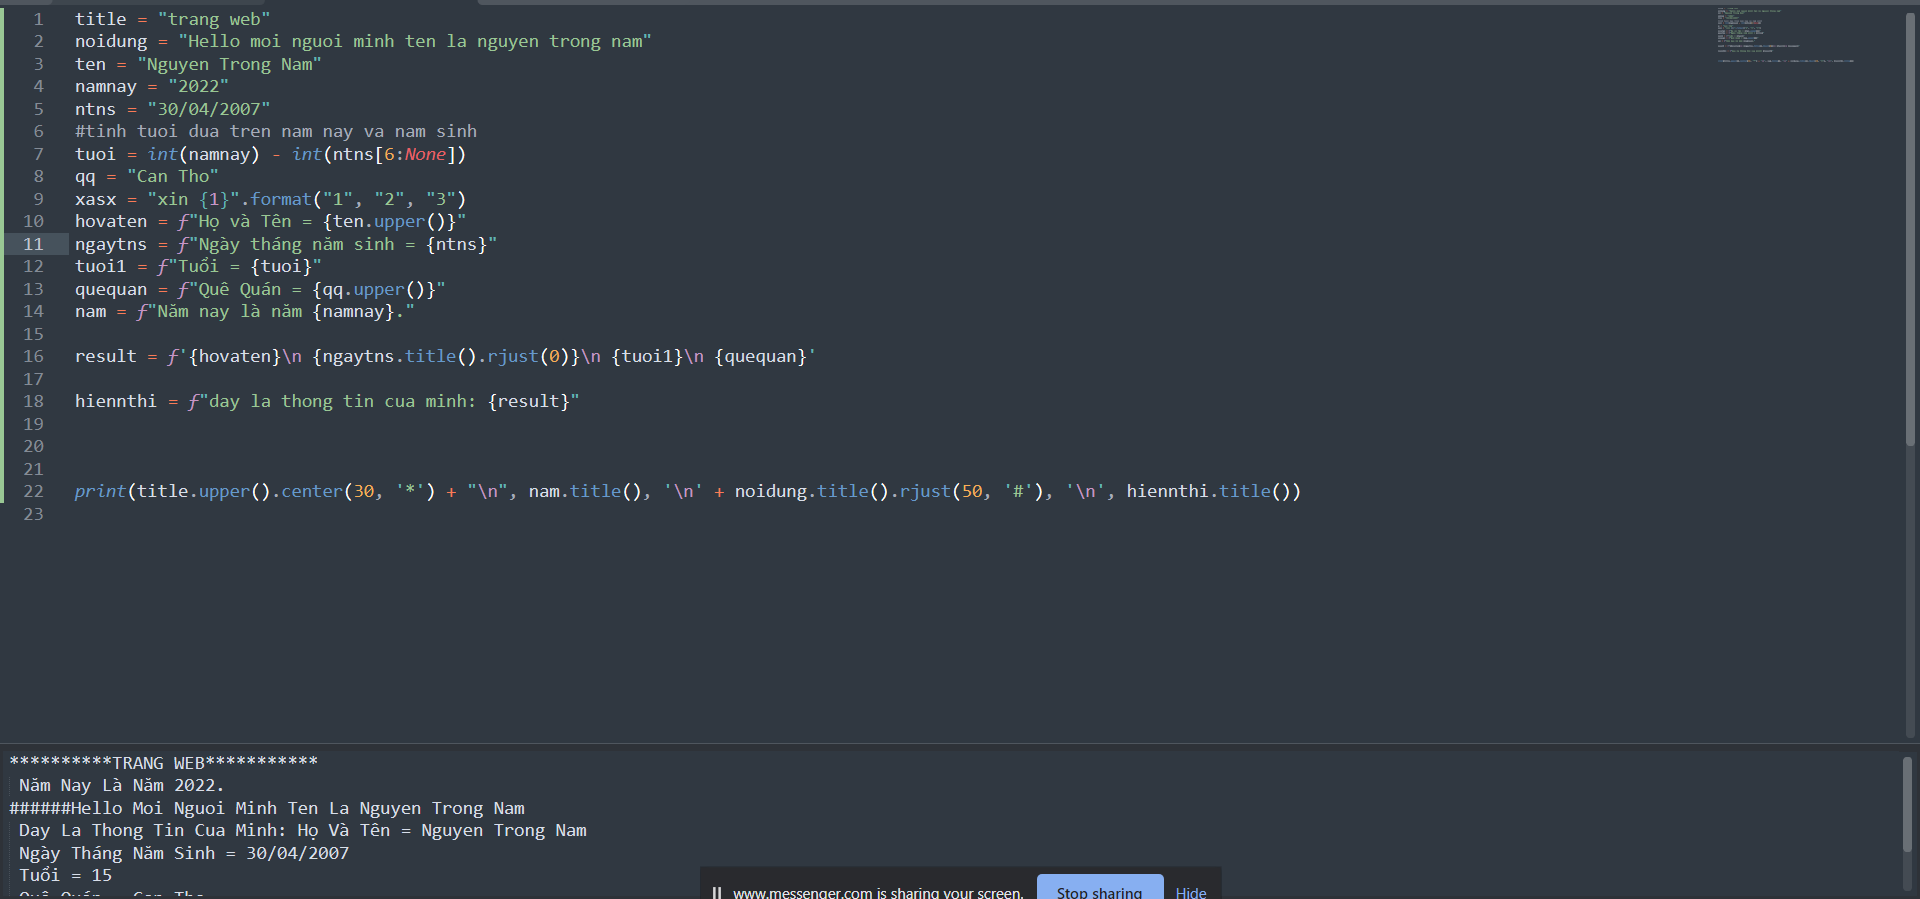 1 title = "trang web"
2 noidung = "Hello moi nguoi minh ten la nguyen trong nam"
3 ten = "Nguyen Trong Nam"
4 namnay = "2022"
5 ntns = "30/04/2007"
6 #tinh tuoi dua tren nam nay va nam sinh
7 tuoi = int(namnay) - int(ntns[6:None])
8 qq = "Can Tho"
9 xasx = "xin {1}".format("1", "2", "3")
10 hovaten = f"Họ và Tên = {ten.upper()}"
11 ngaytns = f"Ngày tháng năm sinh = {ntns}"
12 tuoi1 = f"Tuổi = {tuoi}"
13 quequan = f"Quê Quán = {qq.upper()}"
14 nam = f"Năm nay là năm {namnay}."
15
16 result = f'{hovaten}\n {ngaytns.title().rjust(0)}\n {tuoi1}\n {quequan}'
17
18 hiennthi = f"day la thong tin cua minh: {result}"
19
20
21
22 print(title.upper().center(30, '*') + "\n", nam.title(), '\n' + noidung.title().rjust(50, '#'), '\n', hiennthi.title())
23
**********TRANG WEB***********
Năm Nay Là Năm 2022.
######Hello Moi Nguoi Minh Ten La Nguyen Trong Nam
Day La Thong Tin Cua Minh: Họ Và Tên = Nguyen Trong Nam
Ngày Tháng Năm Sinh = 30/04/2007
Tuổi = 15
Quê Quán = Can Tho
www.messenger.com is sharing your screen. Stop sharing Hide